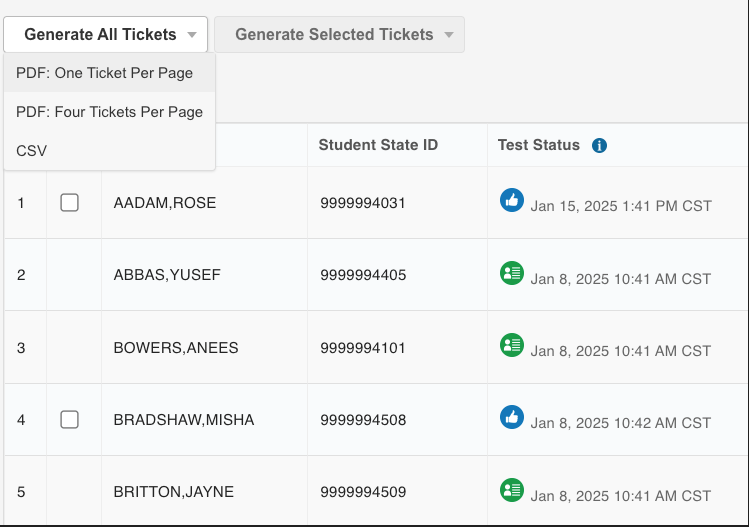 Generate All Tickets Generate Selected Tickets
PDF: One Ticket Per Page
PDF: Four Tickets Per Page
CSV
Student State ID Test Status
1 AADAM,ROSE 9999994031 Jan 15, 2025 1:41 PM CST
2 ABBAS,YUSEF 9999994405 Jan 8, 2025 10:41 AM CST
3 BOWERS,ANEES 9999994101 Jan 8, 2025 10:41 AM CST
4 BRADSHAW,MISHA 9999994508 Jan 8, 2025 10:42 AM CST
5 BRITTON,JAYNE 9999994509 Jan 8, 2025 10:41 AM CST